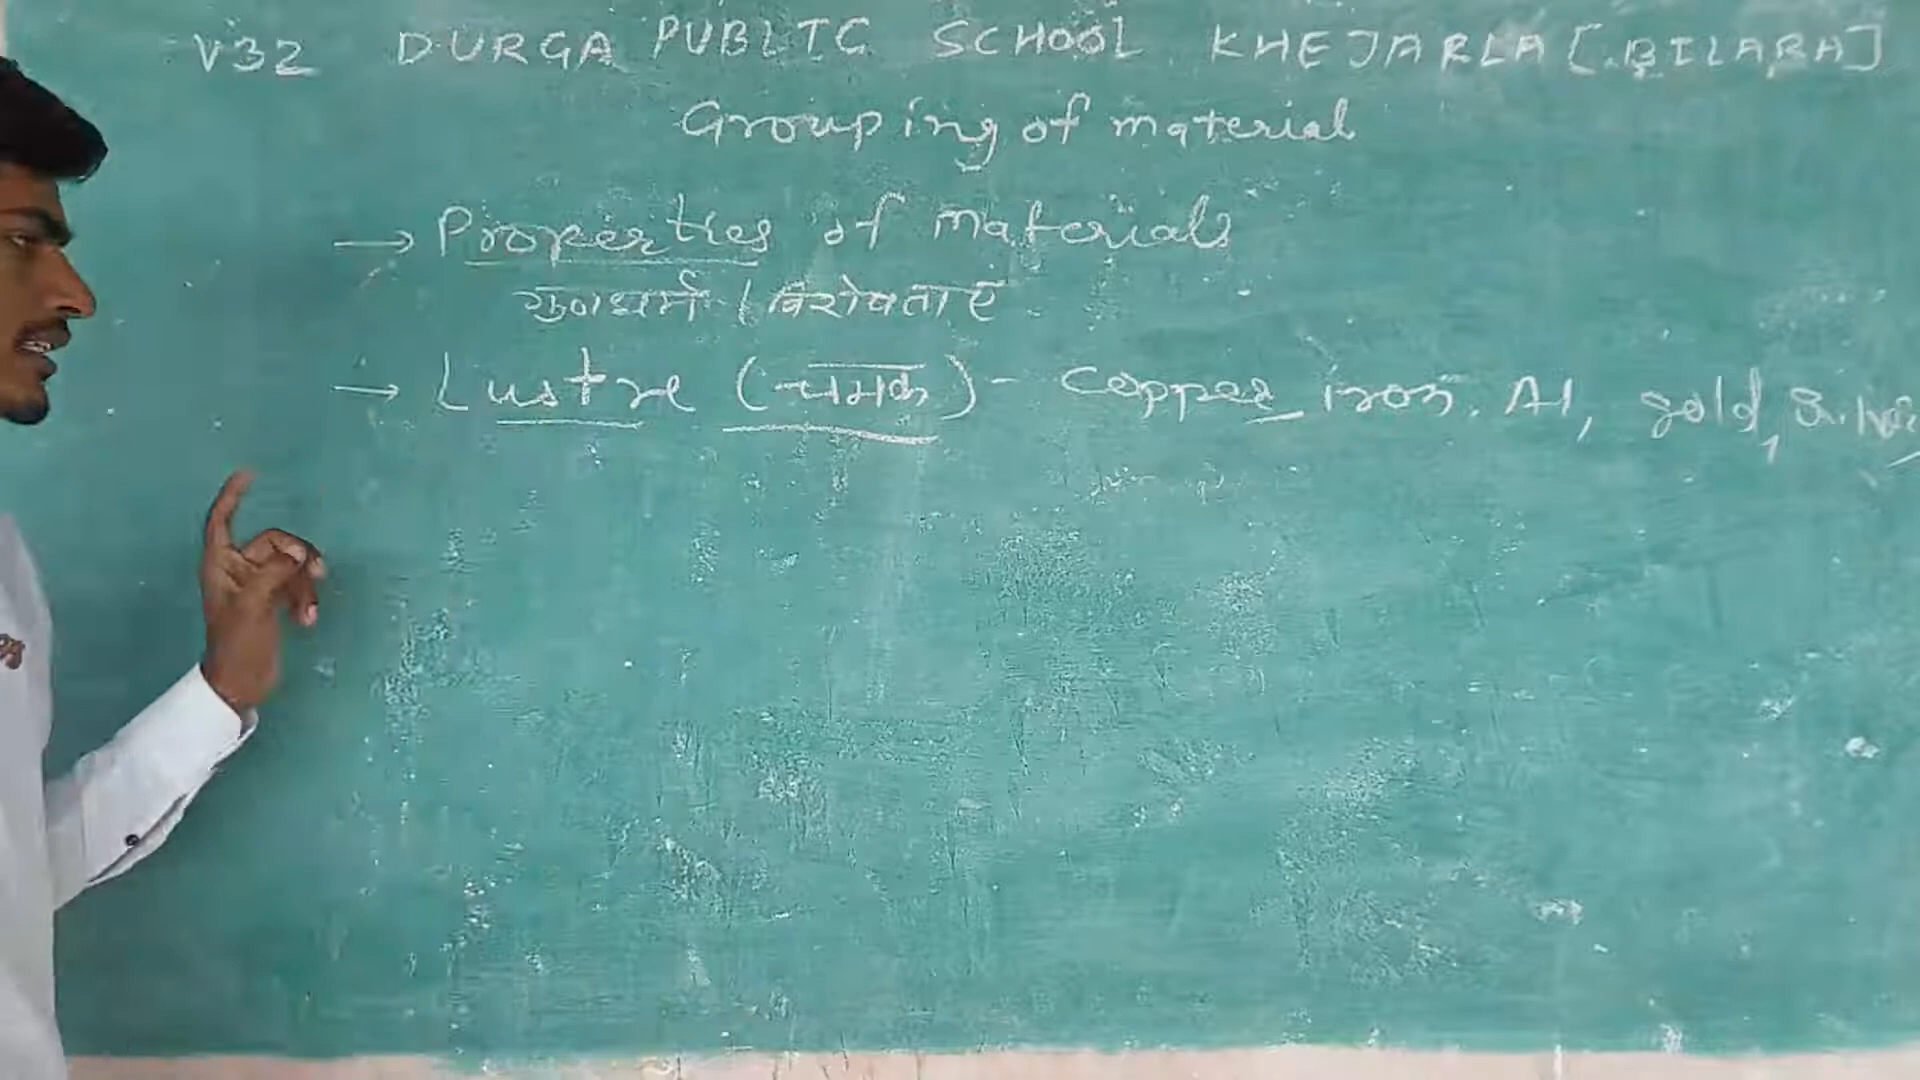 V32 DURGA PUBLIC SCHOOL KHEJARLA [BILARA]
Grouping of material
→ Properties of materials
गुणधर्म / विशेषताएं
→ Lustre (चमक) - Copper, iron, Al, gold, Silver